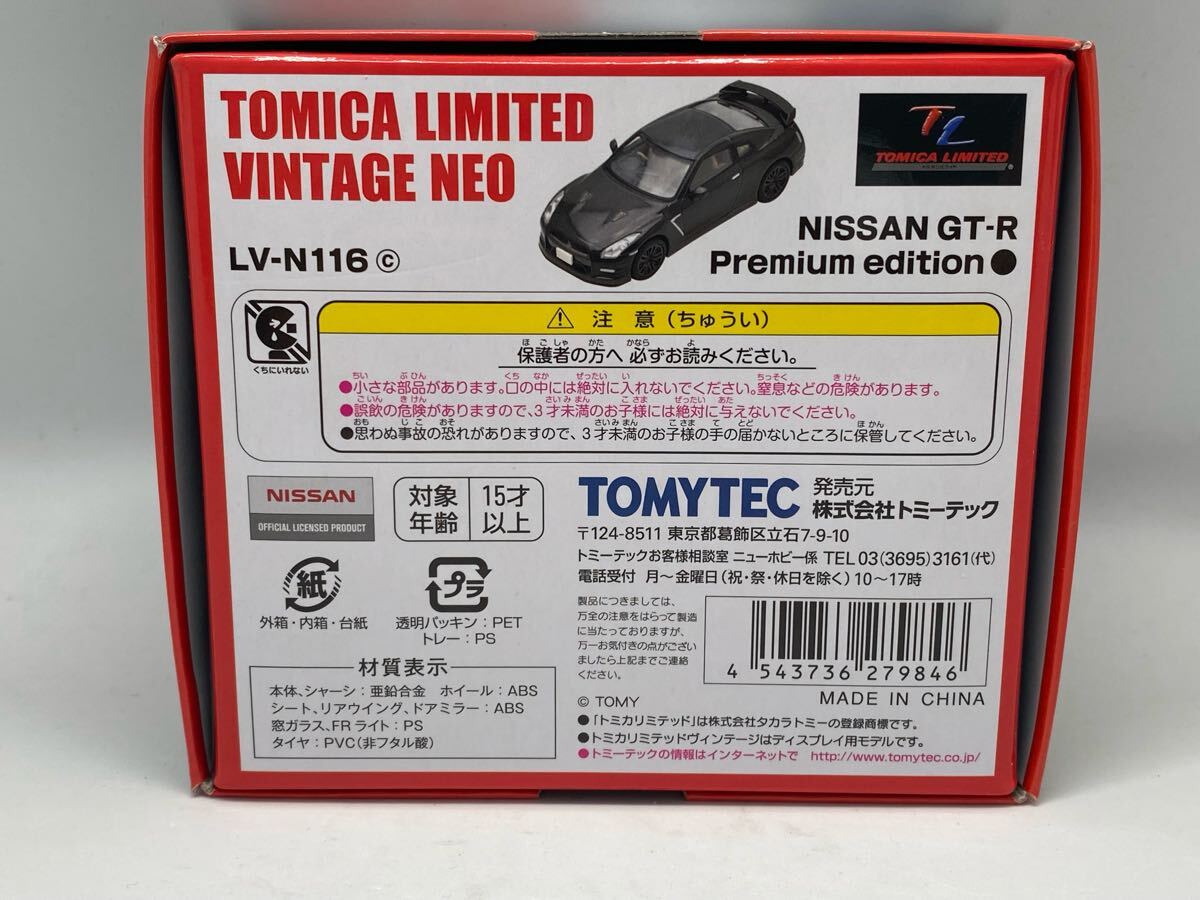 TOMICA LIMITED
VINTAGE NEO
LV-N116 ©
TL
TOMICA LIMITED
®
NISSAN GT-R
Premium edition ●
くちにいれない
⚠ 注 意 (ちゅうい)
保護者の方へ 必ずお読みください。
●小さな部品があります。口の中には絶対に入れないでください。窒息などの危険があります。
●誤飲の危険がありますので、3才未満のお子様には絶対に与えないでください。
●思わぬ事故の恐れがありますので、3才未満のお子様の手の届かないところに保管してください。
NISSAN
OFFICIAL LICENSED PRODUCT
対象年齢 15才以上
紙
外箱・内箱・台紙
プラ
透明パッキン:PET
トレー:PS
材質表示
本体、シャーシ:亜鉛合金 ホイール:ABS
シート、リアウイング、ドアミラー:ABS
窓ガラス、FRライト:PS
タイヤ:PVC(非フタル酸)
TOMYTEC 発売元 株式会社トミーテック
〒124-8511 東京都葛飾区立石7-9-10
トミーテックお客様相談室 ニューホビー係 TEL 03(3695)3161(代)
電話受付 月~金曜日(祝・祭・休日を除く)10~17時
製品につきましては、
万全の注意をはらって製造
に当たっておりますが、
万一お気付きの点がござい
ましたら上記までご連絡
ください。
4 543736 279846
© TOMY
MADE IN CHINA
●「トミカリミテッド」は株式会社タカラトミーの登録商標です。
●トミカリミテッドヴィンテージはディスプレイ用モデルです。
●トミーテックの情報はインターネットで http://www.tomytec.co.jp/